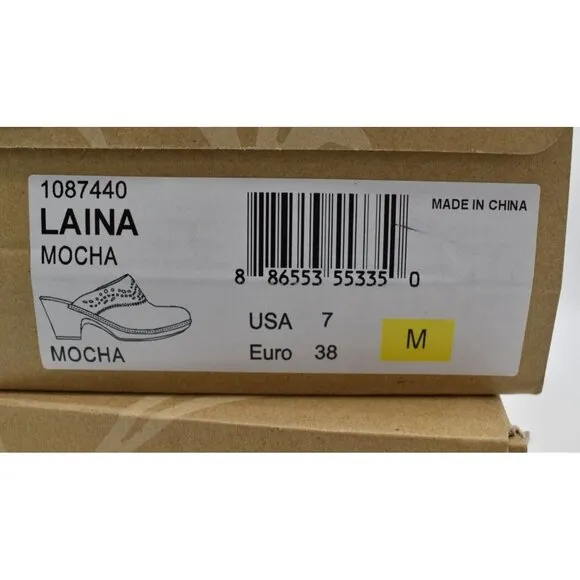 1087440
LAINA
MOCHA
MOCHA
8 86553 55335 0
USA 7
Euro 38
M
MADE IN CHINA